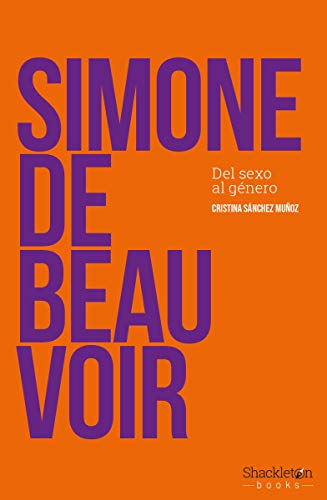 SIMONE
DE
BEAU
VOIR
Del sexo
al género
CRISTINA SÁNCHEZ MUÑOZ
Shackleton
books